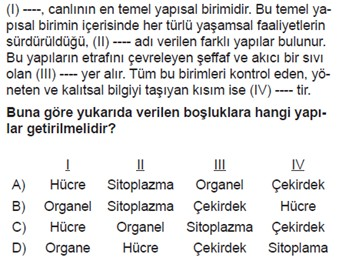 (I) ----, canlının en temel yapısal birimidir. Bu temel ya-
pısal birimin içerisinde her türlü yaşamsal faaliyetlerin
sürdürüldüğü, (II) ---- adı verilen farklı yapılar bulunur.
Bu yapıların etrafını çevreleyen şeffaf ve akıcı bir sıvı
olan (III) ---- yer alır. Tüm bu birimleri kontrol eden, yö-
neten ve kalıtsal bilgiyi taşıyan kısım ise (IV) ---- tir.
Buna göre yukarıda verilen boşluklara hangi yapı-
lar getirilmelidir?
I II III IV
A) Hücre Sitoplazma Organel Çekirdek
B) Organel Sitoplazma Çekirdek Hücre
C) Hücre Organel Sitoplazma Çekirdek
D) Organe Hücre Çekirdek Sitoplama